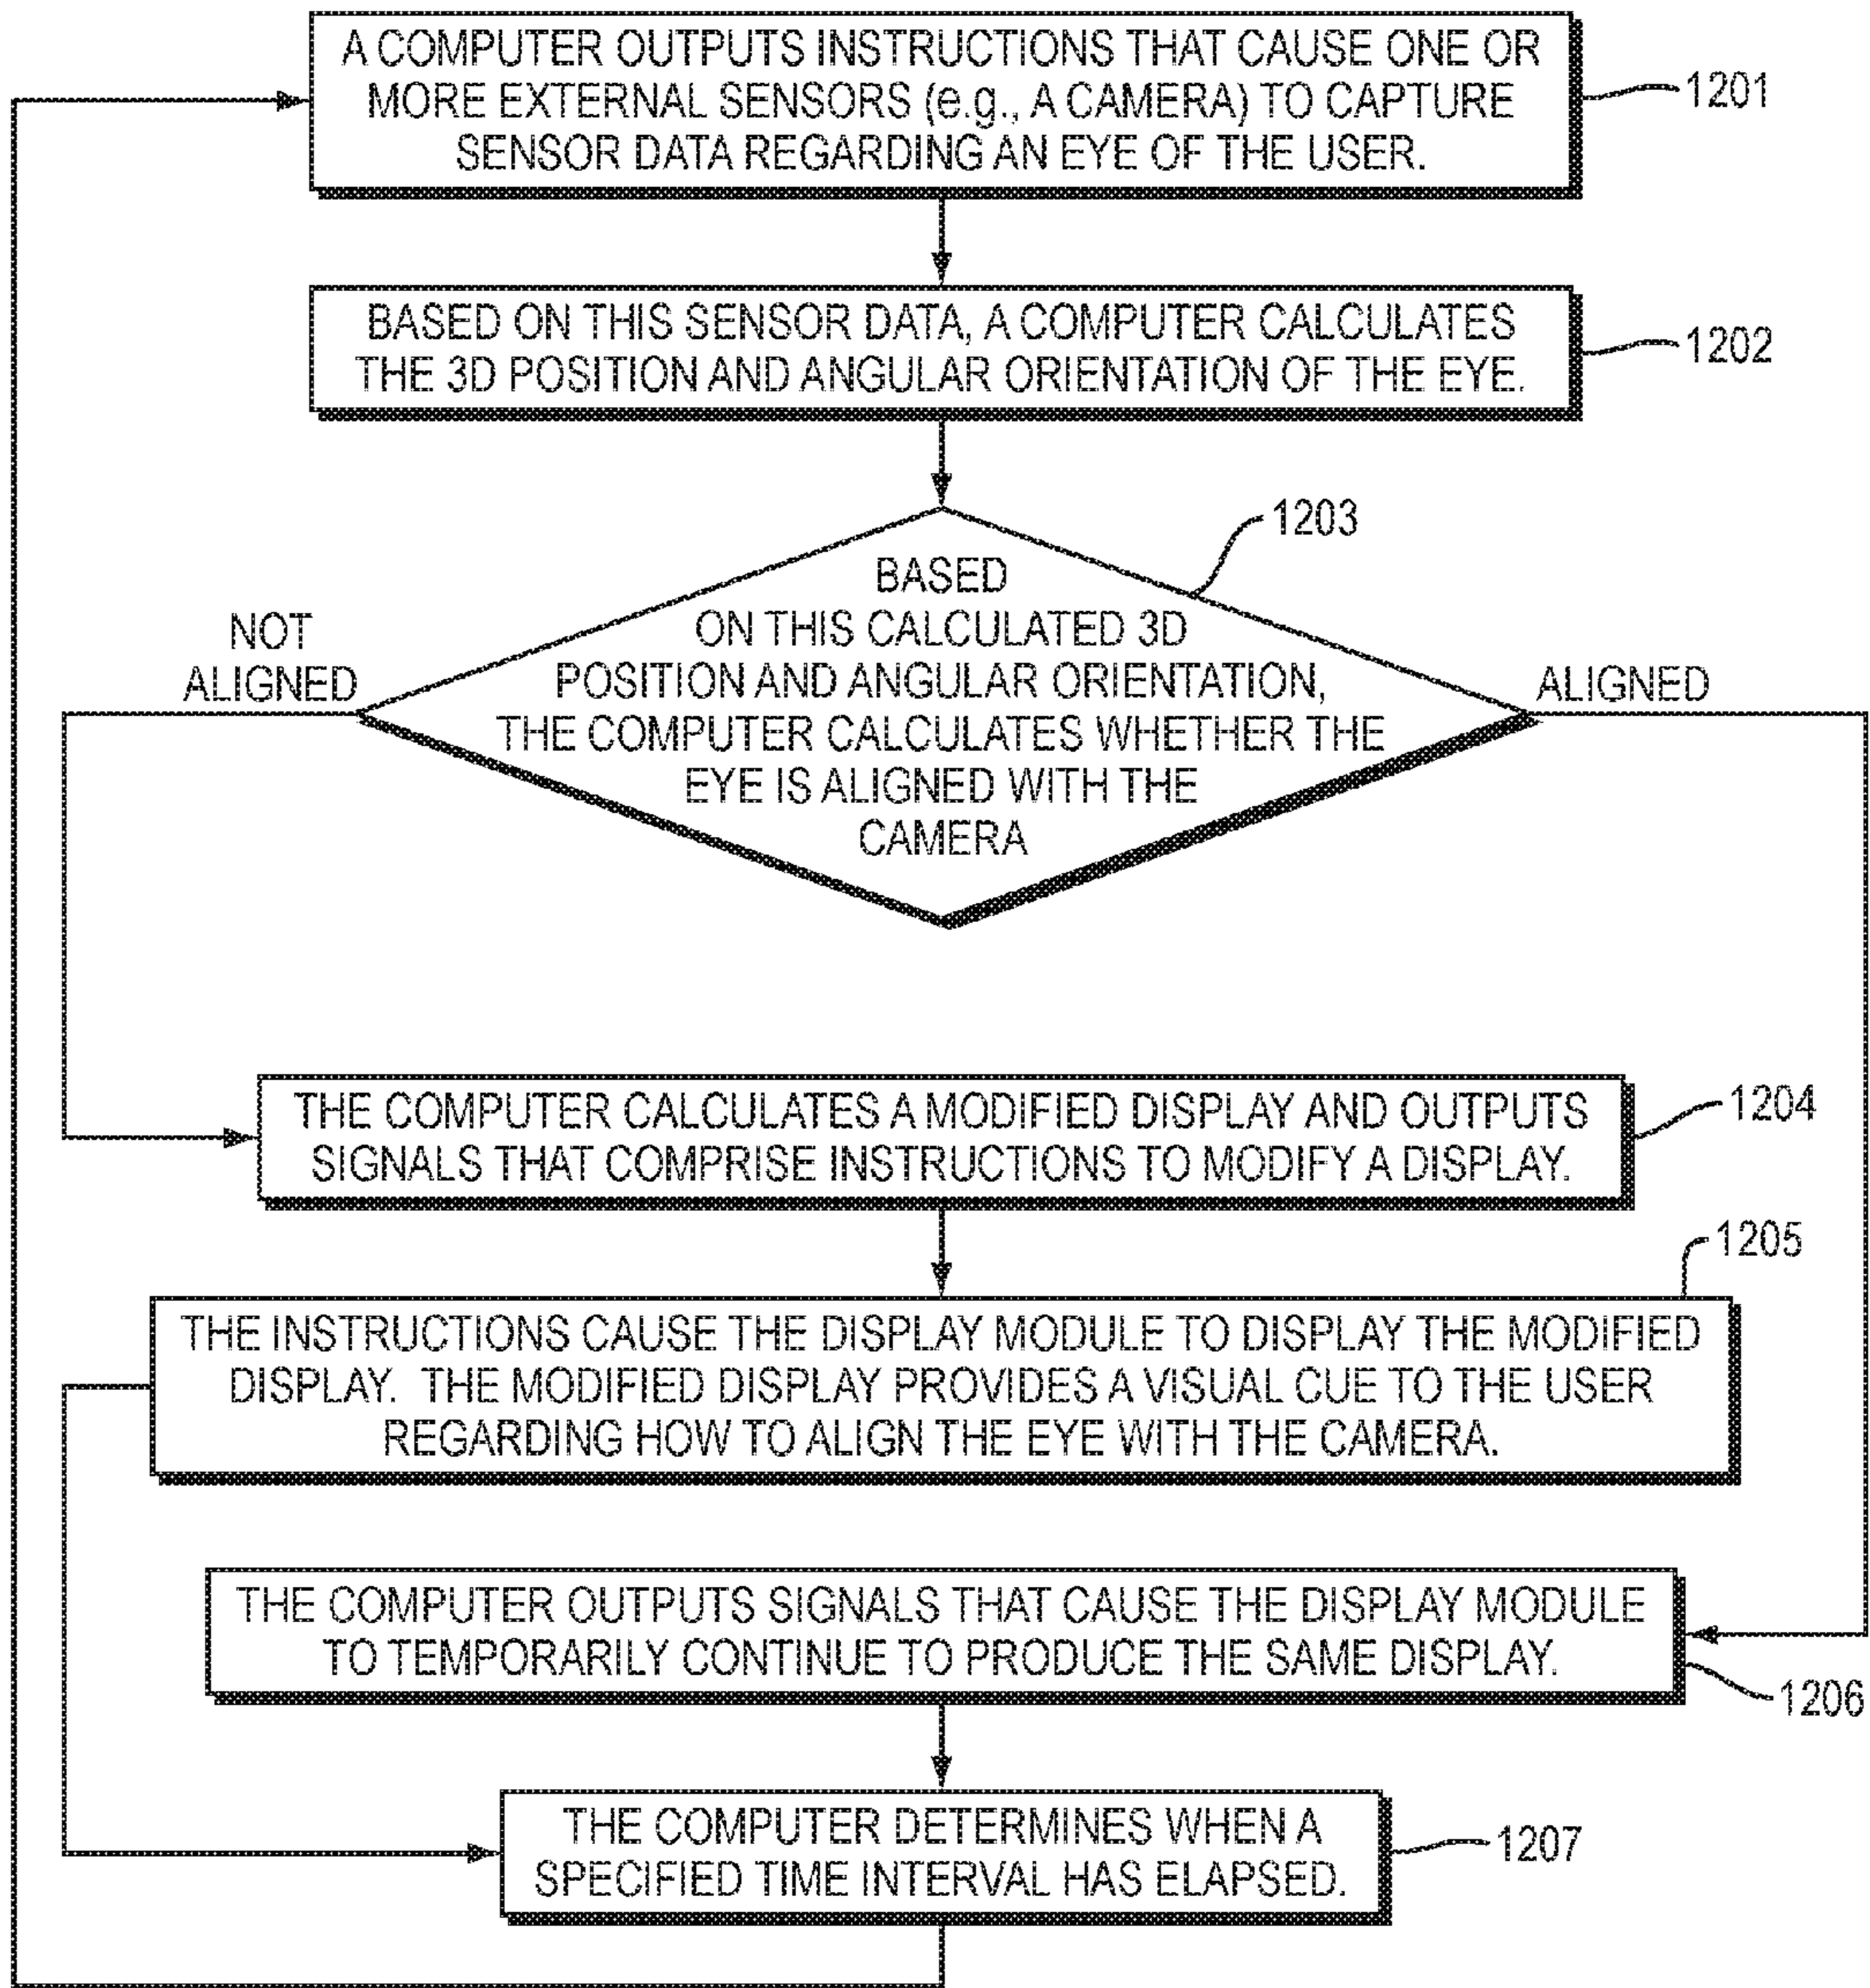 A COMPUTER OUTPUTS INSTRUCTIONS THAT CAUSE ONE OR
MORE EXTERNAL SENSORS (e.g., A CAMERA) TO CAPTURE
SENSOR DATA REGARDING AN EYE OF THE USER.
1201
BASED ON THIS SENSOR DATA, A COMPUTER CALCULATES
THE 3D POSITION AND ANGULAR ORIENTATION OF THE EYE.
1202
1203
BASED
ON THIS CALCULATED 3D
POSITION AND ANGULAR ORIENTATION,
THE COMPUTER CALCULATES WHETHER THE
EYE IS ALIGNED WITH THE
CAMERA
NOT
ALIGNED
ALIGNED
THE COMPUTER CALCULATES A MODIFIED DISPLAY AND OUTPUTS
SIGNALS THAT COMPRISE INSTRUCTIONS TO MODIFY A DISPLAY.
1204
1205
THE INSTRUCTIONS CAUSE THE DISPLAY MODULE TO DISPLAY THE MODIFIED
DISPLAY. THE MODIFIED DISPLAY PROVIDES A VISUAL CUE TO THE USER
REGARDING HOW TO ALIGN THE EYE WITH THE CAMERA.
THE COMPUTER OUTPUTS SIGNALS THAT CAUSE THE DISPLAY MODULE
TO TEMPORARILY CONTINUE TO PRODUCE THE SAME DISPLAY.
1206
THE COMPUTER DETERMINES WHEN A
SPECIFIED TIME INTERVAL HAS ELAPSED.
1207